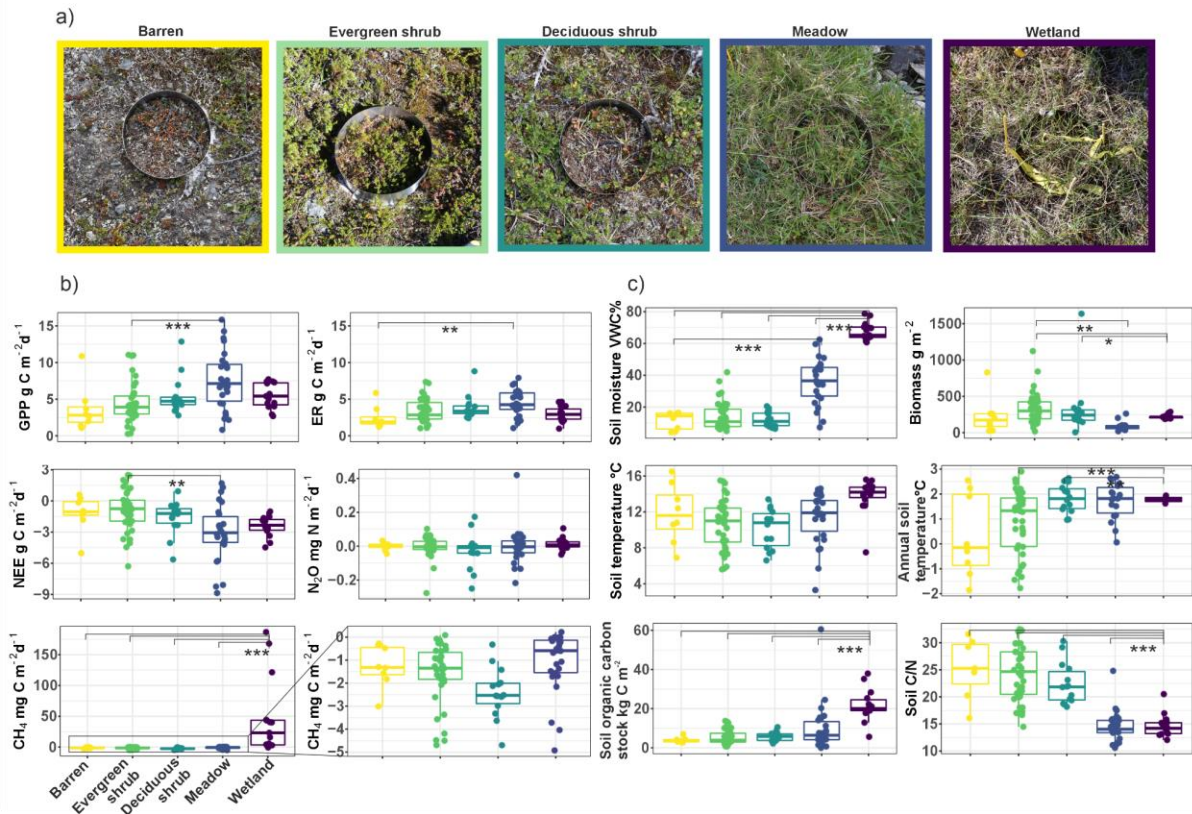 a)
Barren
Evergreen shrub
Deciduous shrub
Meadow
Wetland
b)
GPP g C m⁻²d⁻¹
15
10
5
0
***
ER g C m⁻²d⁻¹
15
10
5
0
**
NEE g C m⁻²d⁻¹
3
0
-3
-6
-9
**
N₂O mg N m⁻²d⁻¹
0.4
0.2
0.0
-0.2
CH₄ mg C m⁻²d⁻¹
150
100
50
0
***
Barren
Evergreen
shrub
Deciduous
shrub
Meadow
Wetland
CH₄ mg C m⁻²d⁻¹
0
-1
-2
-3
-4
-5
c)
Soil moisture VWC%
80
60
40
20
***
***
Biomass g m⁻²
1500
1000
500
0
**
*
Soil temperature °C
16
12
8
4
Annual soil
temperature°C
3
2
1
0
-1
-2
***
**
Soil organic carbon
stock kg C m⁻²
60
40
20
0
***
Soil C/N
30
25
20
15
10
***